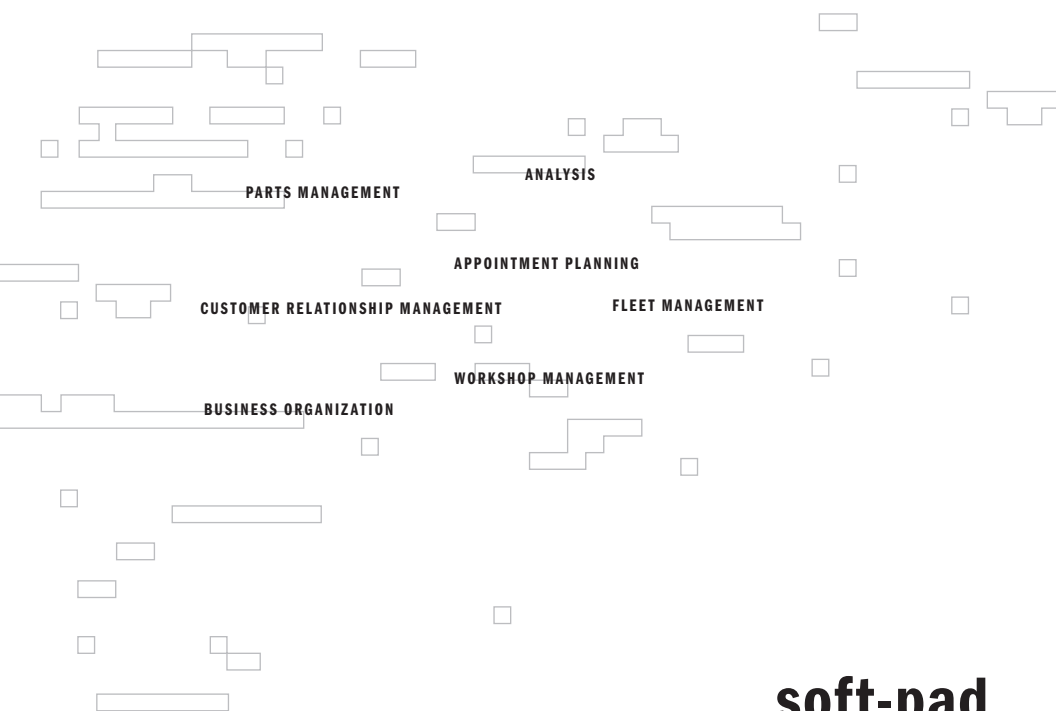 ANALYSIS
PARTS MANAGEMENT
APPOINTMENT PLANNING
FLEET MANAGEMENT
CUSTOMER RELATIONSHIP MANAGEMENT
WORKSHOP MANAGEMENT
BUSINESS ORGANIZATION
soft-pad